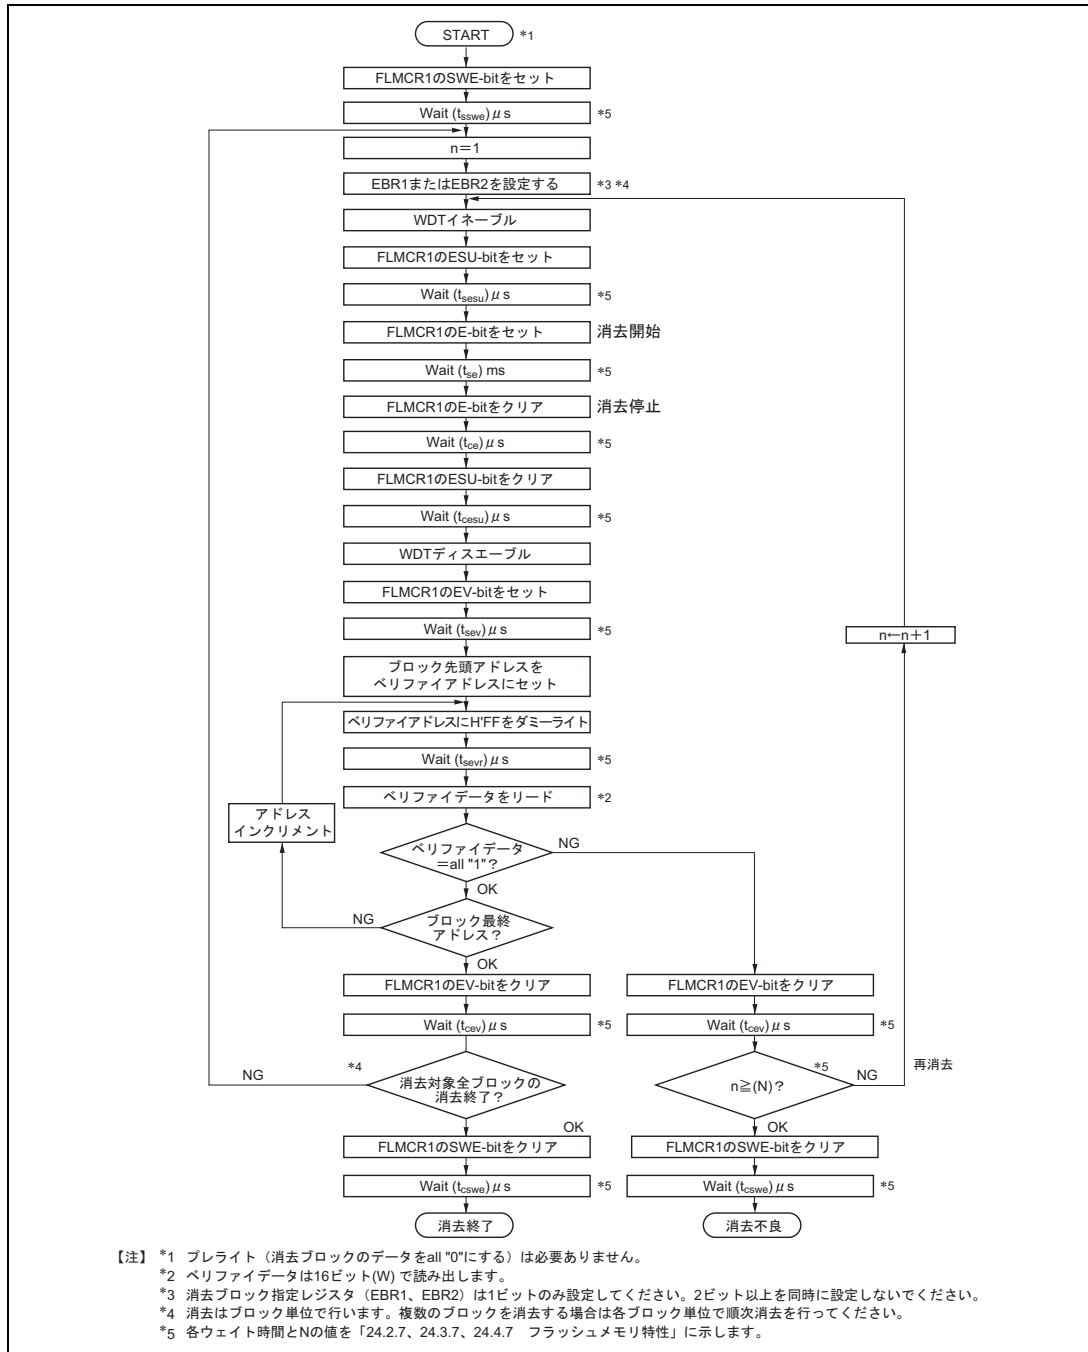 START *1
FLMCR1のSWE-bitをセット
Wait (tsswe) μs *5
n＝1
EBR1またはEBR2を設定する *3 *4
WDTイネーブル
FLMCR1のESU-bitをセット
Wait (tsesu) μs *5
FLMCR1のE-bitをセット 消去開始
Wait (tse) ms *5
FLMCR1のE-bitをクリア 消去停止
Wait (tce) μs *5
FLMCR1のESU-bitをクリア
Wait (tcesu) μs *5
WDTディスエーブル
FLMCR1のEV-bitをセット
Wait (tsev) μs *5
n←n＋1
ブロック先頭アドレスを
ベリファイアドレスにセット
ベリファイアドレスにH'FFをダミーライト
Wait (tsevr) μs *5
ベリファイデータをリード *2
アドレス
インクリメント
ベリファイデータ
＝all "1"？
NG
OK
ブロック最終
アドレス？
NG
OK
FLMCR1のEV-bitをクリア
Wait (tcev) μs *5
消去対象全ブロックの
消去終了？
*4
NG
OK
FLMCR1のSWE-bitをクリア
Wait (tcswe) μs *5
消去終了
FLMCR1のEV-bitをクリア
Wait (tcev) μs *5
n≧(N)？
*5
NG
再消去
OK
FLMCR1のSWE-bitをクリア
Wait (tcswe) μs *5
消去不良
【注】 *1 プレライト（消去ブロックのデータをall "0"にする）は必要ありません。
*2 ベリファイデータは16ビット(W) で読み出します。
*3 消去ブロック指定レジスタ（EBR1、EBR2）は1ビットのみ設定してください。2ビット以上を同時に設定しないでください。
*4 消去はブロック単位で行います。複数のブロックを消去する場合は各ブロック単位で順次消去を行ってください。
*5 各ウェイト時間とNの値を「24.2.7、24.3.7、24.4.7 フラッシュメモリ特性」に示します。